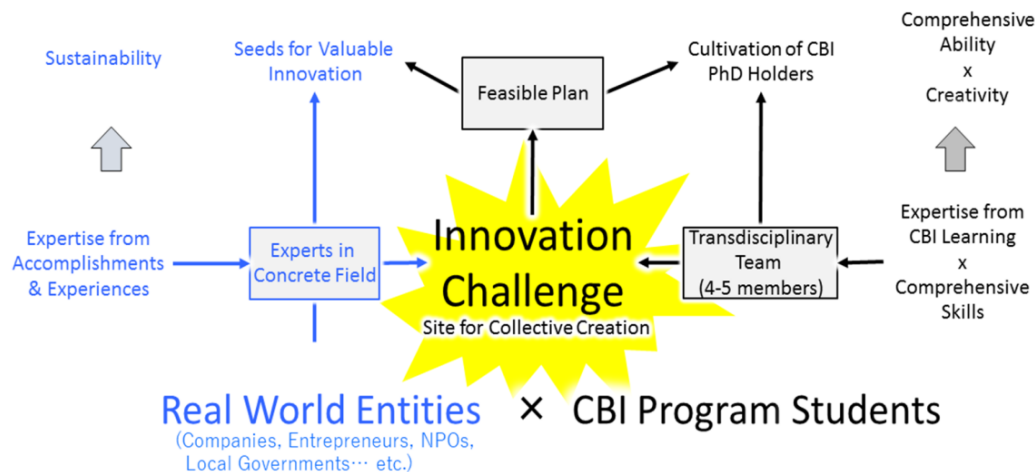 Sustainability
Seeds for Valuable
Innovation
Feasible Plan
Cultivation of CBI
PhD Holders
Comprehensive
Ability
x
Creativity
Expertise from
Accomplishments
& Experiences
Experts in
Concrete Field
Innovation
Challenge
Site for Collective Creation
Transdisciplinary
Team
(4-5 members)
Expertise from
CBI Learning
x
Comprehensive
Skills
Real World Entities × CBI Program Students
(Companies, Entrepreneurs, NPOs,
Local Governments… etc.)